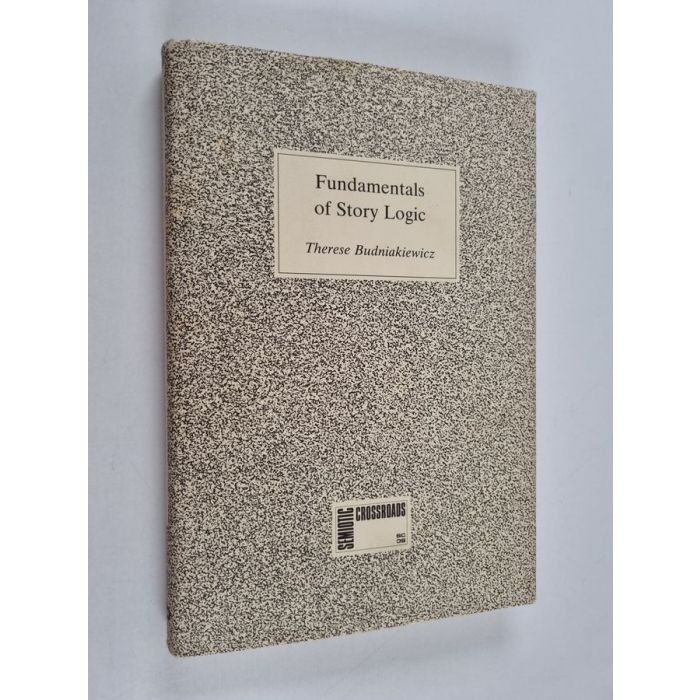 Fundamentals
of Story Logic
Therese Budniakiewicz
SEMIOTIC
CROSSROADS